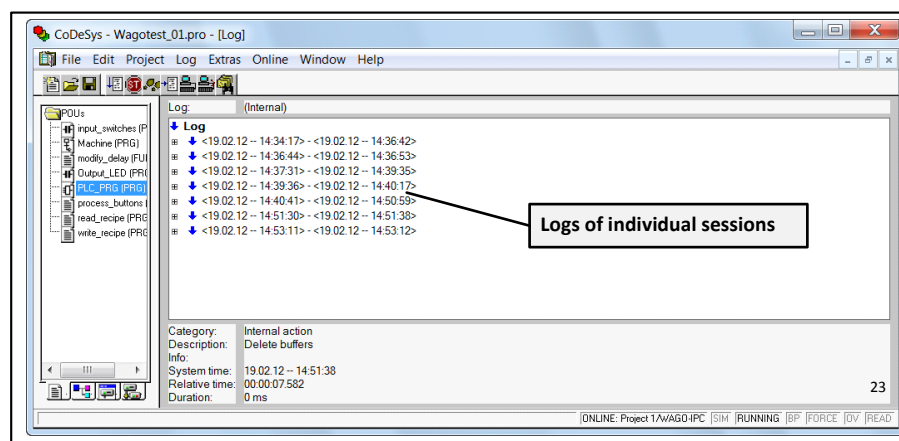 CoDeSys - Wagotest_01.pro - [Log]
File Edit Project Log Extras Online Window Help
POUs
input_switches (P
Machine (PRG)
modify_delay (FUI
Output_LED (PRG
PLC_PRG (PRG)
process_buttons (
read_recipe (PRG
write_recipe (PRG
Log: (Internal)
Log
<19.02.12 -- 14:34:17> - <19.02.12 -- 14:36:42>
<19.02.12 -- 14:36:44> - <19.02.12 -- 14:36:53>
<19.02.12 -- 14:37:31> - <19.02.12 -- 14:39:35>
<19.02.12 -- 14:39:36> - <19.02.12 -- 14:40:17>
<19.02.12 -- 14:40:41> - <19.02.12 -- 14:50:59>
<19.02.12 -- 14:51:30> - <19.02.12 -- 14:51:38>
<19.02.12 -- 14:53:11> - <19.02.12 -- 14:53:12>
Logs of individual sessions
Category: Internal action
Description: Delete buffers
Info:
System time: 19.02.12 -- 14:51:38
Relative time: 00:00:07.582
Duration: 0 ms
23
ONLINE: Project 1/WAGO-IPC SIM RUNNING BP FORCE OV READ